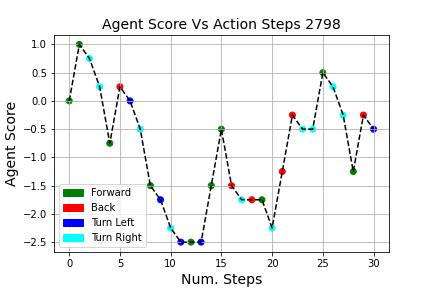 Agent Score Vs Action Steps 2798
1.0
0.5
0.0
−0.5
−1.0
−1.5
−2.0
−2.5
Agent Score
Forward
Back
Turn Left
Turn Right
0 5 10 15 20 25 30
Num. Steps